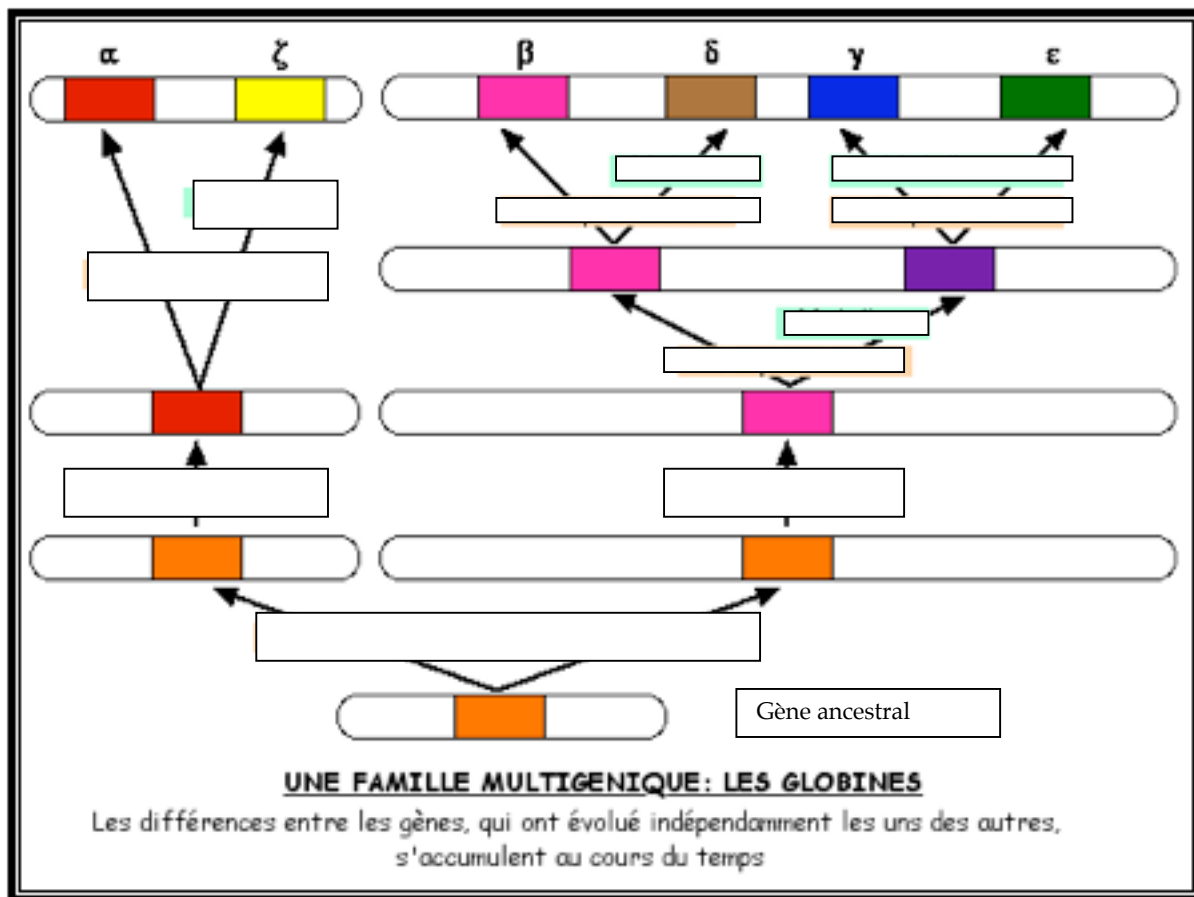 α ζ β δ γ ε
Gène ancestral
UNE FAMILLE MULTIGENIQUE: LES GLOBINES
Les différences entre les gènes, qui ont évolué indépendamment les uns des autres,
s'accumulent au cours du temps